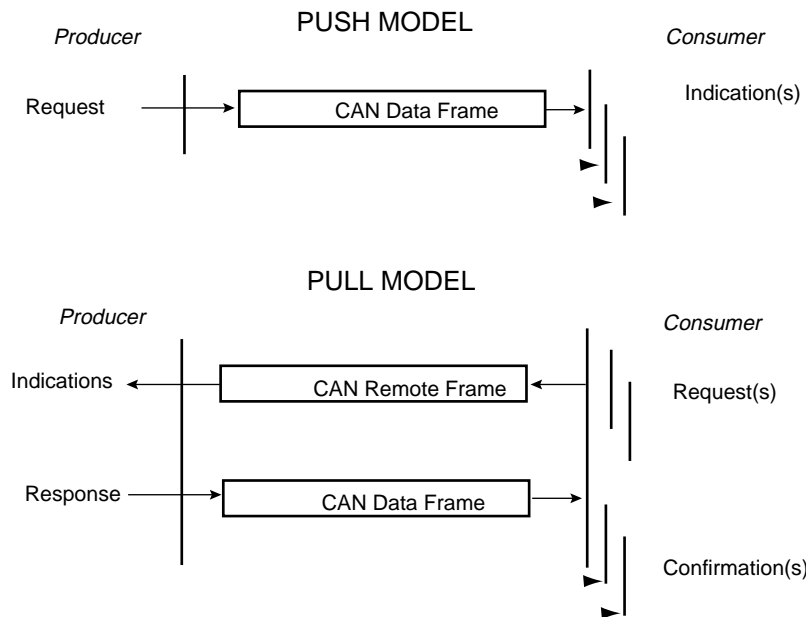 PUSH MODEL
Producer
Consumer
Request
CAN Data Frame
Indication(s)
PULL MODEL
Producer
Consumer
Indications
CAN Remote Frame
Request(s)
Response
CAN Data Frame
Confirmation(s)